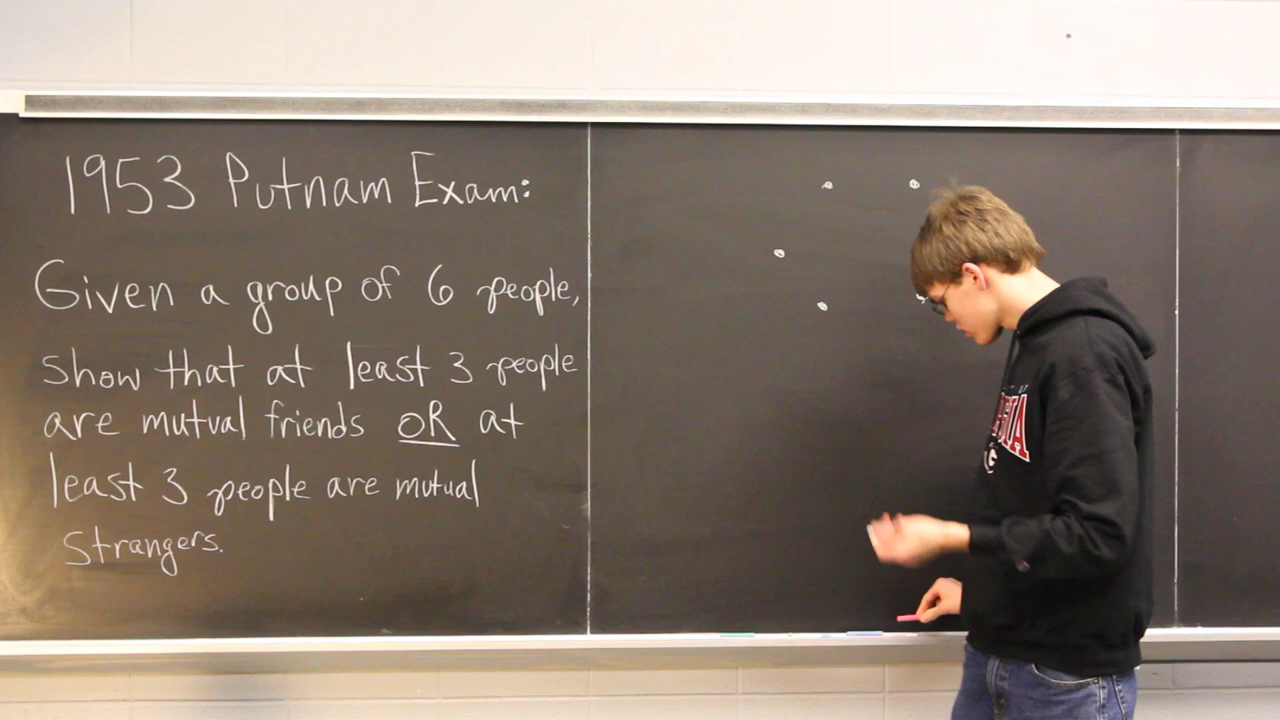 1953 Putnam Exam:
Given a group of 6 people,
show that at least 3 people
are mutual friends OR at
least 3 people are mutual
strangers.